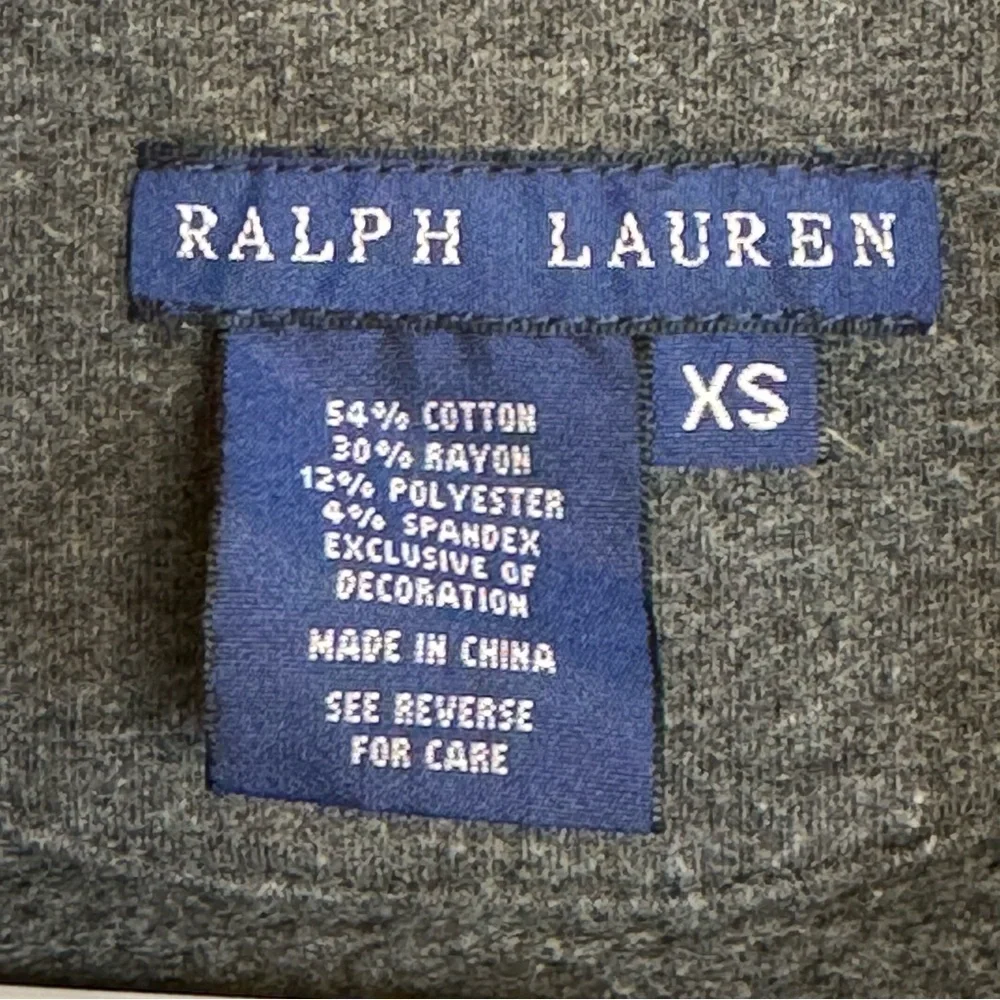 RALPH LAUREN
XS
54% COTTON
30% RAYON
12% POLYESTER
4% SPANDEX
EXCLUSIVE OF
DECORATION
MADE IN CHINA
SEE REVERSE
FOR CARE